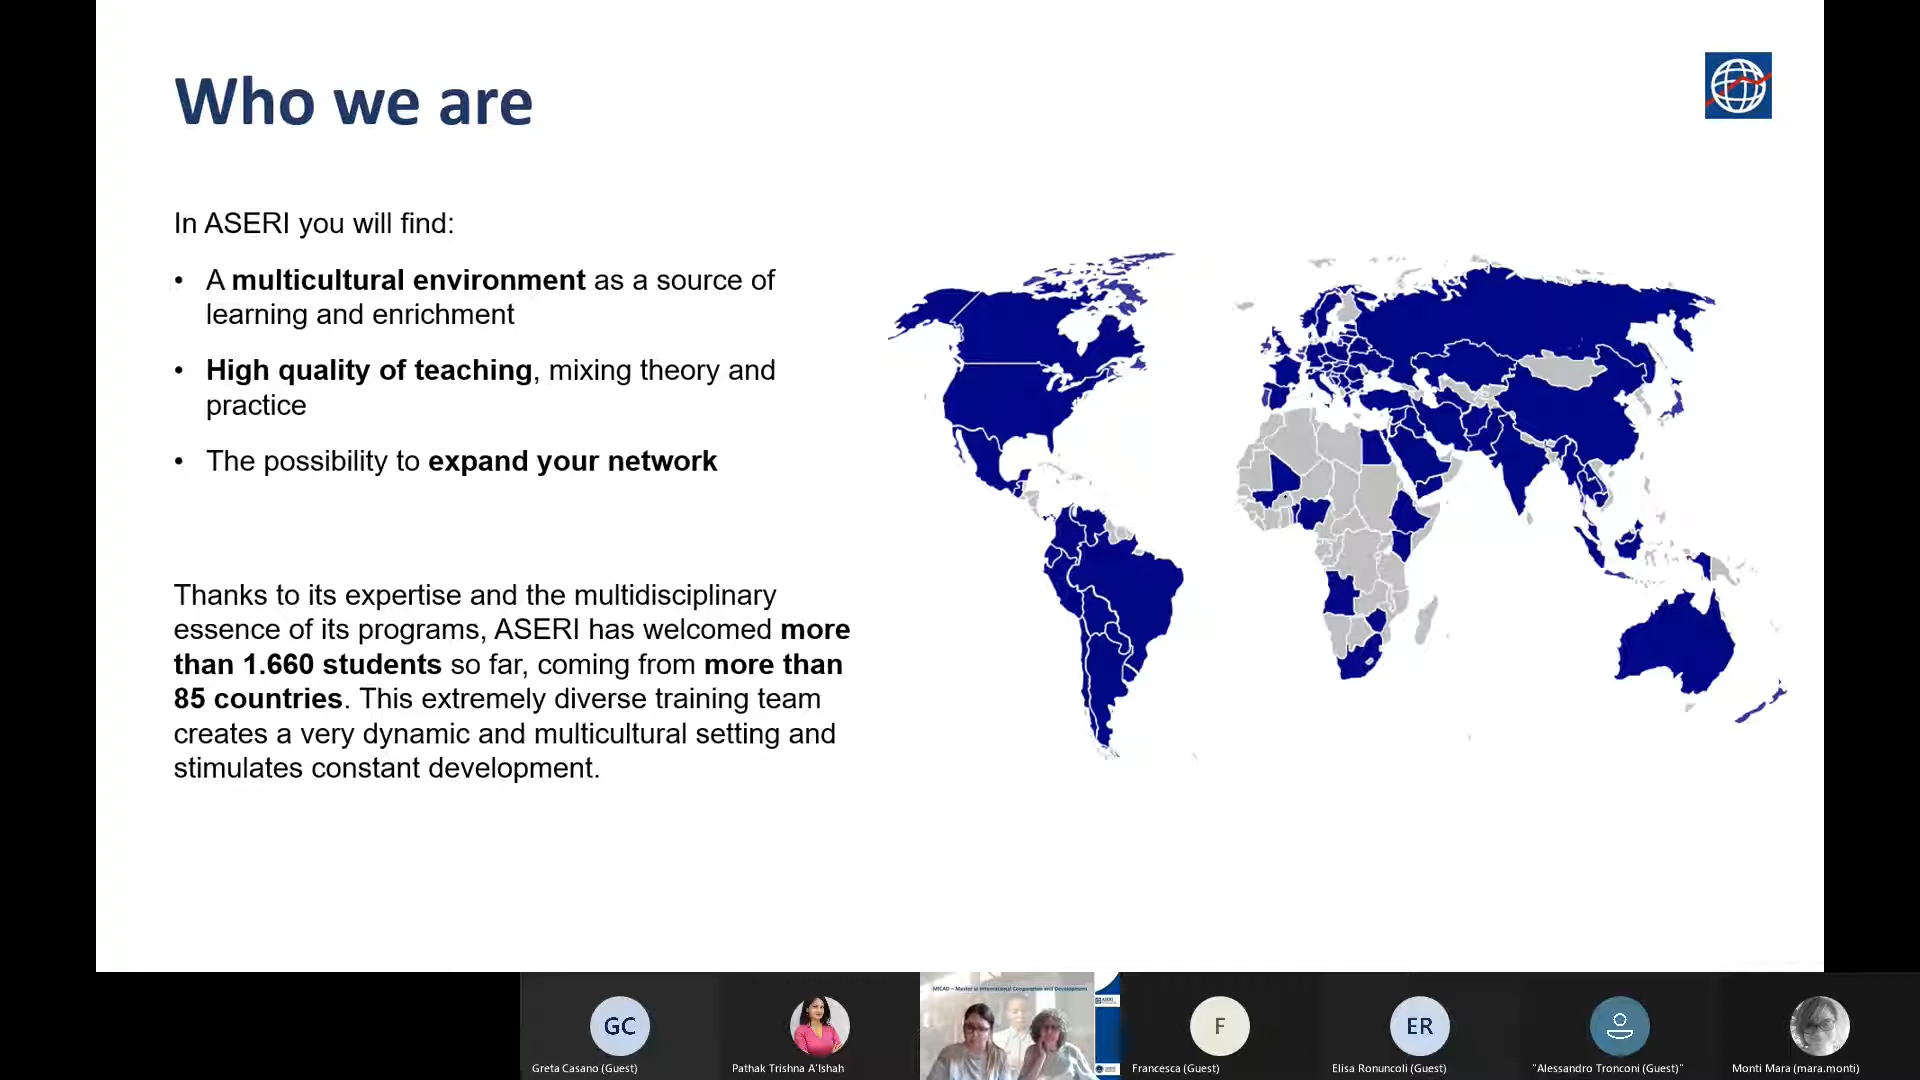 Who we are
In ASERI you will find:
• A multicultural environment as a source of
learning and enrichment
• High quality of teaching, mixing theory and
practice
• The possibility to expand your network
Thanks to its expertise and the multidisciplinary
essence of its programs, ASERI has welcomed more
than 1.660 students so far, coming from more than
85 countries. This extremely diverse training team
creates a very dynamic and multicultural setting and
stimulates constant development.
MICAD – Master in International Cooperation and Development
ASERI
GC
F
ER
Greta Casano (Guest)
Pathak Trishna A'Ishah
Francesca (Guest)
Elisa Ronuncoli (Guest)
"Alessandro Tronconi (Guest)"
Monti Mara (mara.monti)